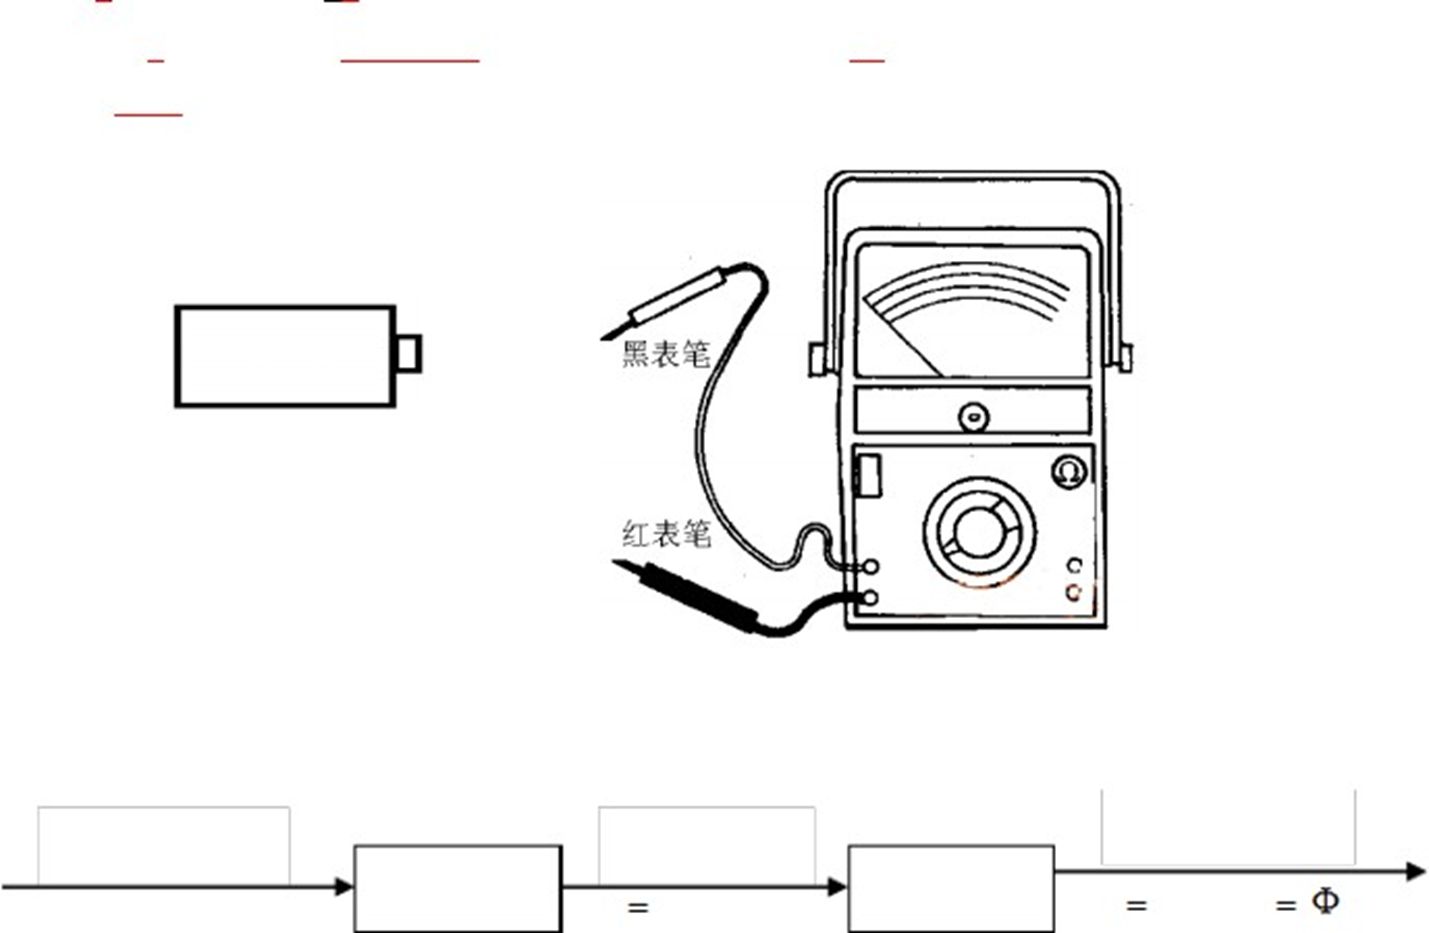 黑表笔
Ω
红表笔
=
= = Φ